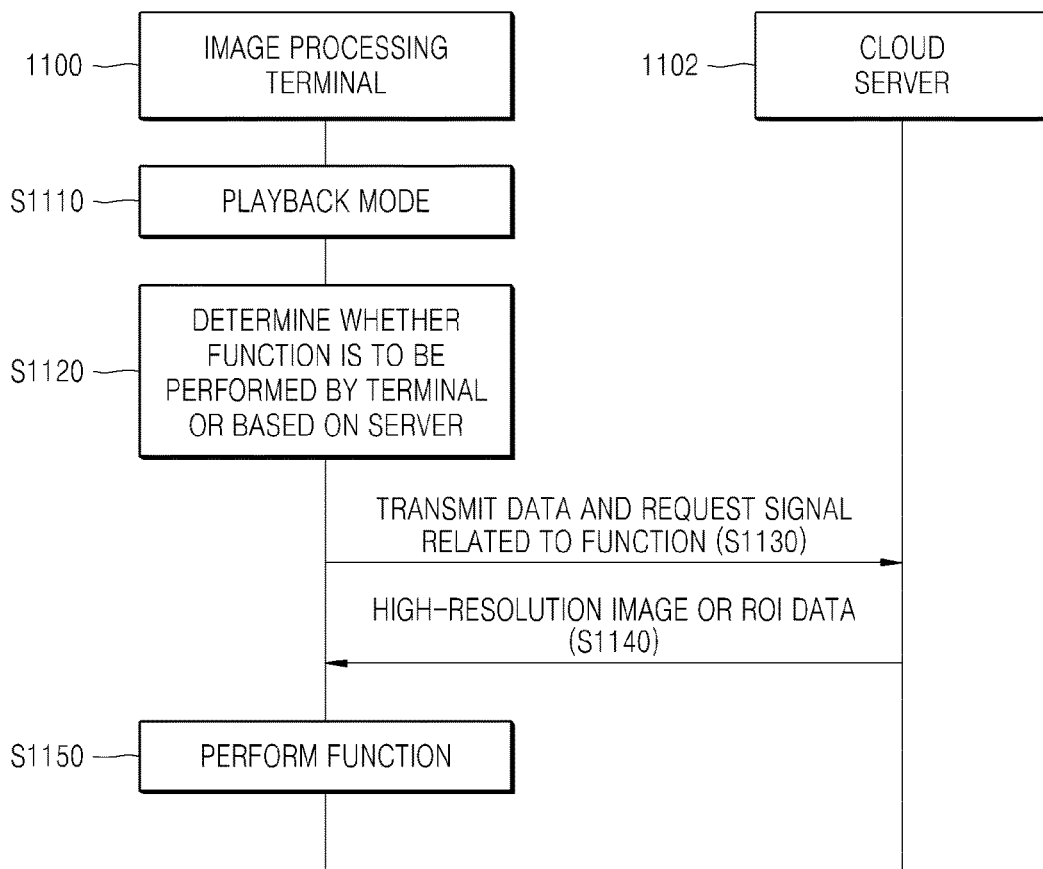 1100
IMAGE PROCESSING
TERMINAL
1102
CLOUD
SERVER
S1110
PLAYBACK MODE
S1120
DETERMINE WHETHER
FUNCTION IS TO BE
PERFORMED BY TERMINAL
OR BASED ON SERVER
TRANSMIT DATA AND REQUEST SIGNAL
RELATED TO FUNCTION (S1130)
HIGH-RESOLUTION IMAGE OR ROI DATA
(S1140)
S1150
PERFORM FUNCTION